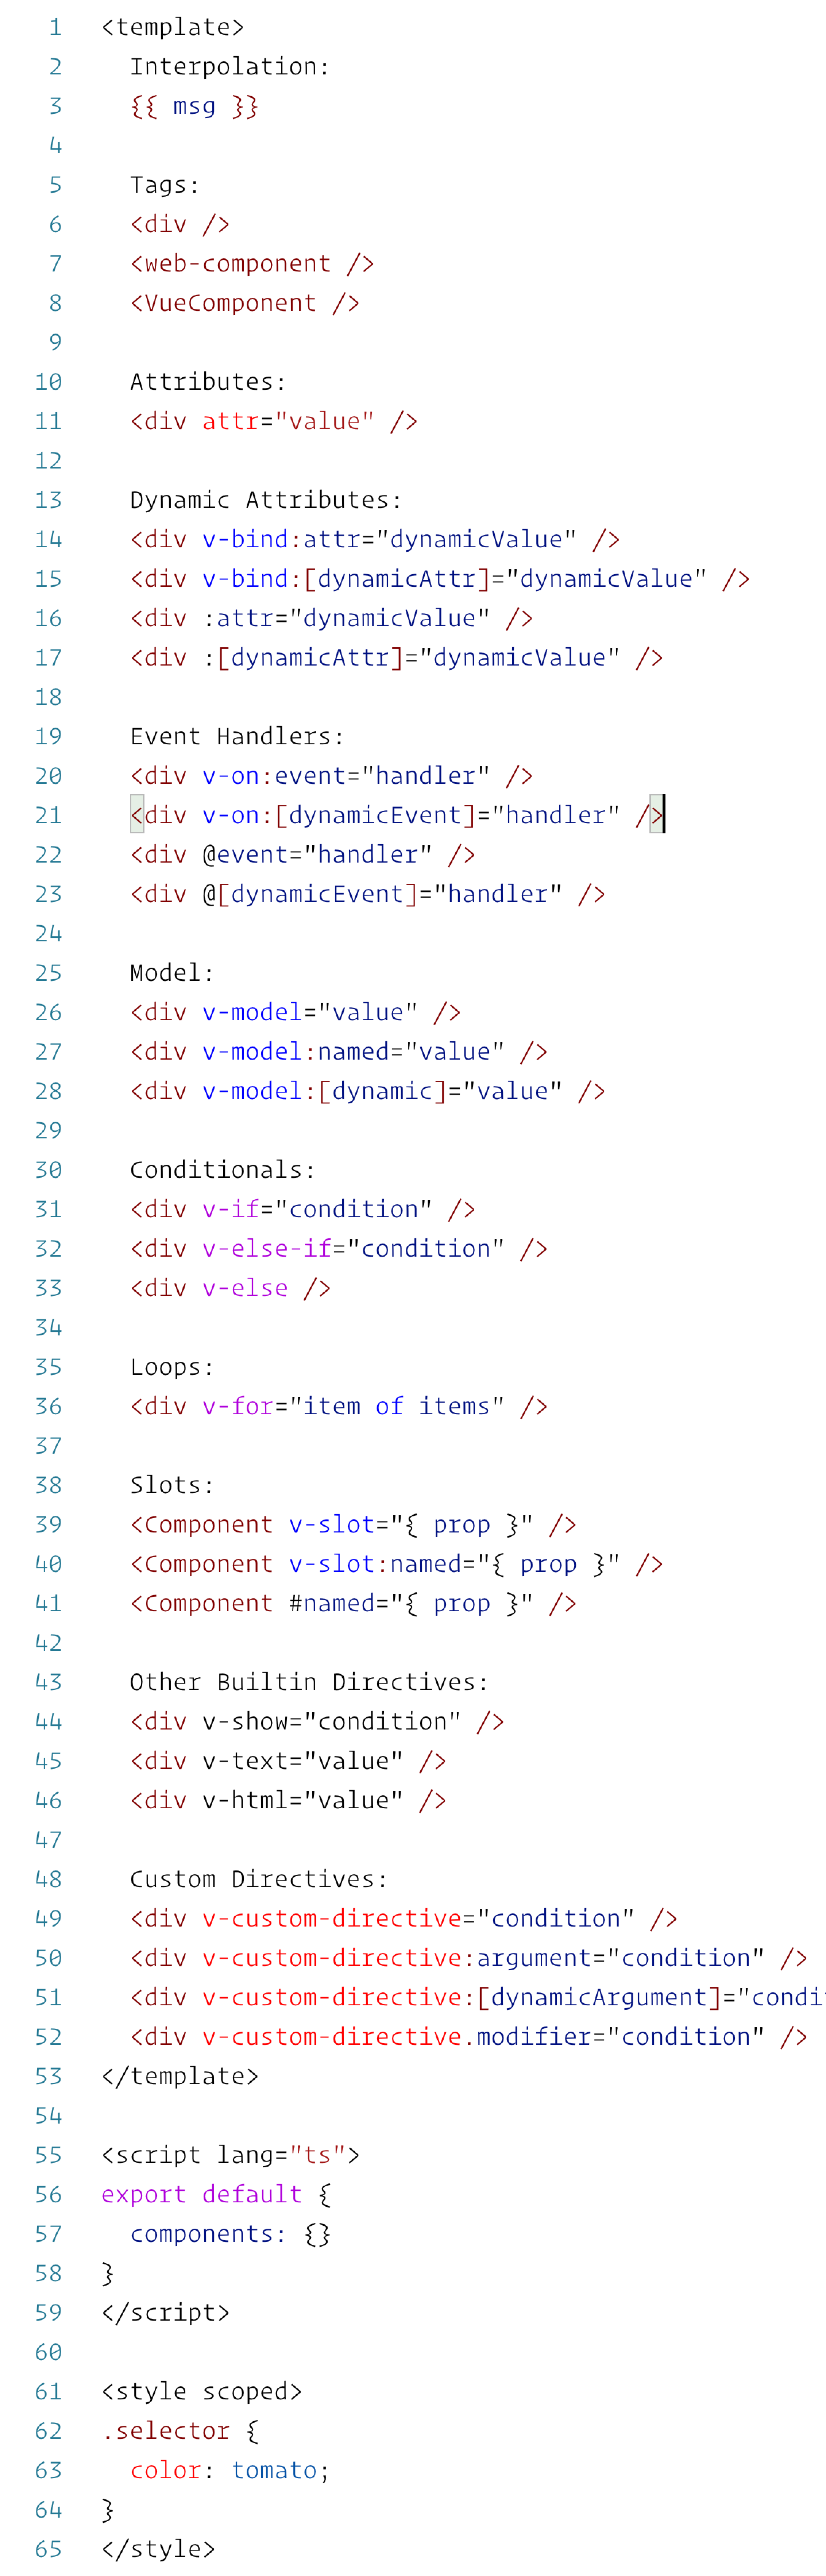 1 <template>
2   Interpolation:
3   {{ msg }}
4
5   Tags:
6   <div />
7   <web-component />
8   <VueComponent />
9
10   Attributes:
11   <div attr="value" />
12
13   Dynamic Attributes:
14   <div v-bind:attr="dynamicValue" />
15   <div v-bind:[dynamicAttr]="dynamicValue" />
16   <div :attr="dynamicValue" />
17   <div :[dynamicAttr]="dynamicValue" />
18
19   Event Handlers:
20   <div v-on:event="handler" />
21   <div v-on:[dynamicEvent]="handler" />
22   <div @event="handler" />
23   <div @[dynamicEvent]="handler" />
24
25   Model:
26   <div v-model="value" />
27   <div v-model:named="value" />
28   <div v-model:[dynamic]="value" />
29
30   Conditionals:
31   <div v-if="condition" />
32   <div v-else-if="condition" />
33   <div v-else />
34
35   Loops:
36   <div v-for="item of items" />
37
38   Slots:
39   <Component v-slot="{ prop }" />
40   <Component v-slot:named="{ prop }" />
41   <Component #named="{ prop }" />
42
43   Other Builtin Directives:
44   <div v-show="condition" />
45   <div v-text="value" />
46   <div v-html="value" />
47
48   Custom Directives:
49   <div v-custom-directive="condition" />
50   <div v-custom-directive:argument="condition" />
51   <div v-custom-directive:[dynamicArgument]="condi
52   <div v-custom-directive.modifier="condition" />
53 </template>
54
55 <script lang="ts">
56 export default {
57   components: {}
58 }
59 </script>
60
61 <style scoped>
62 .selector {
63   color: tomato;
64 }
65 </style>